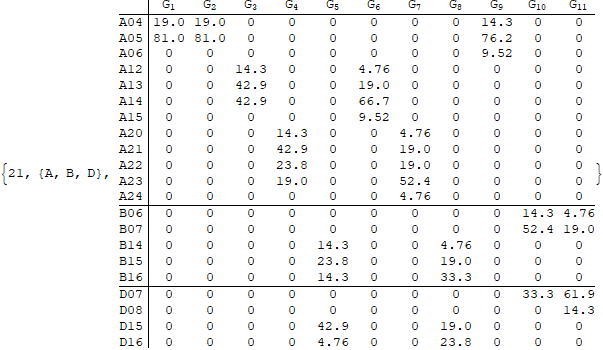 G1 G2 G3 G4 G5 G6 G7 G8 G9 G10 G11
A04 19.0 19.0 0 0 0 0 0 0 14.3 0 0
A05 81.0 81.0 0 0 0 0 0 0 76.2 0 0
A06 0 0 0 0 0 0 0 0 9.52 0 0
A12 0 0 14.3 0 0 4.76 0 0 0 0 0
A13 0 0 42.9 0 0 19.0 0 0 0 0 0
A14 0 0 42.9 0 0 66.7 0 0 0 0 0
A15 0 0 0 0 0 9.52 0 0 0 0 0
A20 0 0 0 14.3 0 0 4.76 0 0 0 0
A21 0 0 0 42.9 0 0 19.0 0 0 0 0
{21, {A, B, D}, A22 0 0 0 23.8 0 0 19.0 0 0 0 0 }
A23 0 0 0 19.0 0 0 52.4 0 0 0 0
A24 0 0 0 0 0 0 4.76 0 0 0 0
B06 0 0 0 0 0 0 0 0 0 14.3 4.76
B07 0 0 0 0 0 0 0 0 0 52.4 19.0
B14 0 0 0 0 14.3 0 0 4.76 0 0 0
B15 0 0 0 0 23.8 0 0 19.0 0 0 0
B16 0 0 0 0 14.3 0 0 33.3 0 0 0
D07 0 0 0 0 0 0 0 0 0 33.3 61.9
D08 0 0 0 0 0 0 0 0 0 0 14.3
D15 0 0 0 0 42.9 0 0 19.0 0 0 0
D16 0 0 0 0 4.76 0 0 23.8 0 0 0